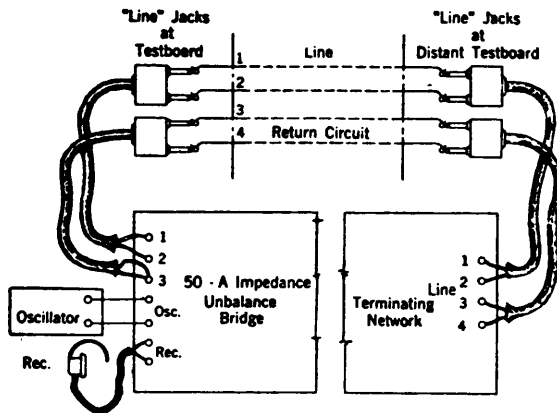 "Line" Jacks
at
Testboard
"Line" Jacks
at
Distant Testboard
1
Line
2
3
4
Return Circuit
1
2
3
50 - A Impedance
Unbalance
Bridge
Osc.
Rec.
Oscillator
Rec.
Terminating
Network
Line
1
2
3
4